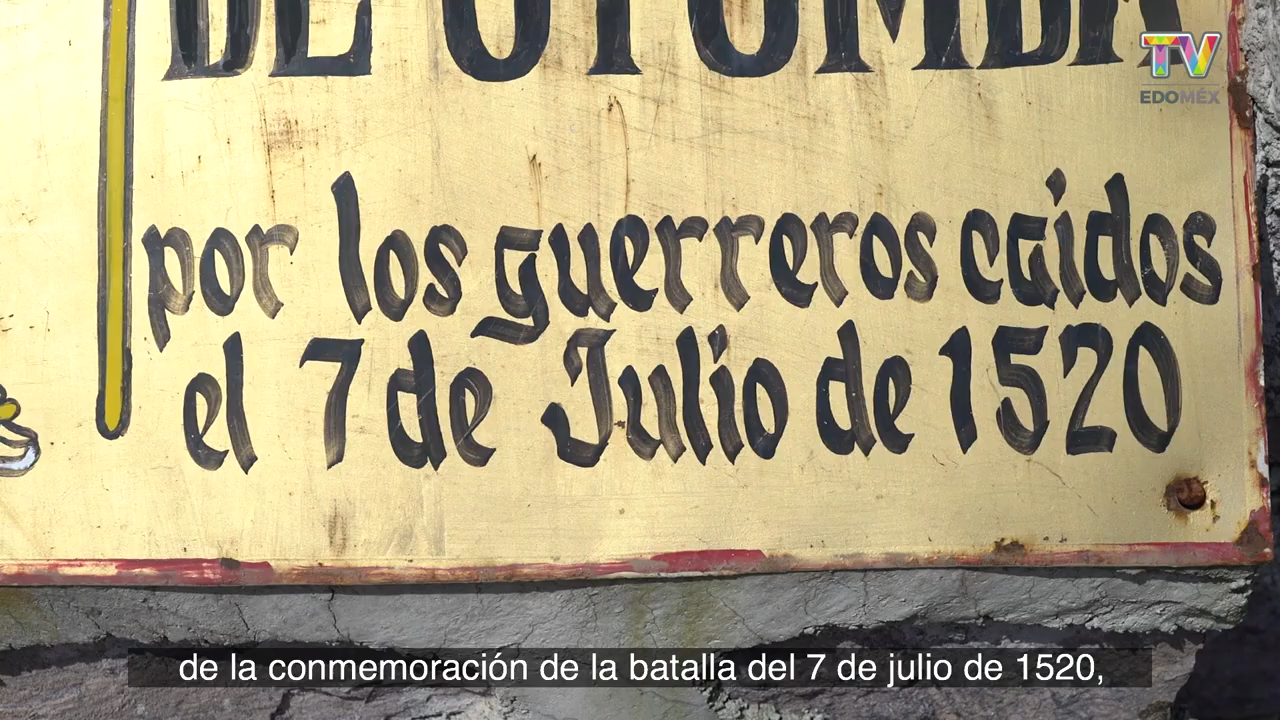 DE OTUMBA
TV
EDOMÉX
por los guerreros caidos
el 7 de Julio de 1520
de la conmemoración de la batalla del 7 de julio de 1520,